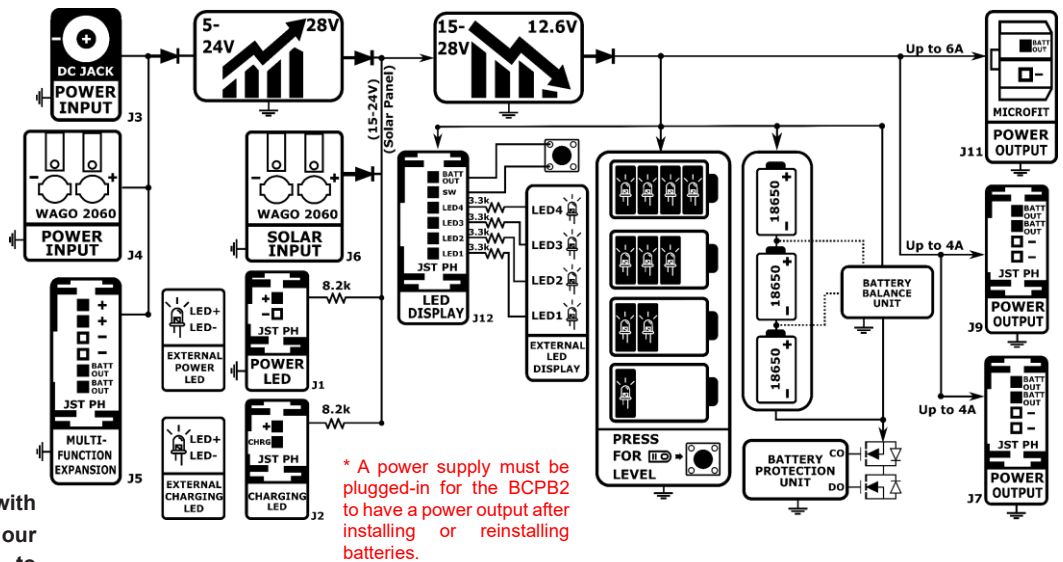 DC JACK
POWER
INPUT
J3
5-
24V
28V
(15-24V)
(Solar Panel)
15-
28V
12.6V
Up to 6A
BATT
OUT
-
MICROFIT
POWER
OUTPUT
J11
- +
WAGO 2060
POWER
INPUT
J4
- +
WAGO 2060
SOLAR
INPUT
J6
BATT
OUT
SW
LED4
LED3
LED2
LED1
JST PH
LED
DISPLAY
J12
3.3k
3.3k
3.3k
3.3k
LED4
LED3
LED2
LED1
EXTERNAL
LED
DISPLAY
PRESS
FOR
LEVEL
+
18650
-
18650
+
18650
-
BATTERY
BALANCE
UNIT
BATTERY
PROTECTION
UNIT
CO
DO
Up to 4A
BATT
OUT
BATT
OUT
-
-
JST PH
POWER
OUTPUT
J9
Up to 4A
BATT
OUT
BATT
OUT
-
-
JST PH
POWER
OUTPUT
J7
+
+
-
-
BATT
OUT
BATT
OUT
JST PH
MULTI-
FUNCTION
EXPANSION
J5
LED+
LED-
EXTERNAL
POWER
LED
+
-
JST PH
POWER
LED
J1
8.2k
LED+
LED-
EXTERNAL
CHARGING
LED
+
CHRG
JST PH
CHARGING
LED
J2
8.2k
* A power supply must be
plugged-in for the BCPB2
to have a power output after
installing or reinstalling
batteries.
with
our
to